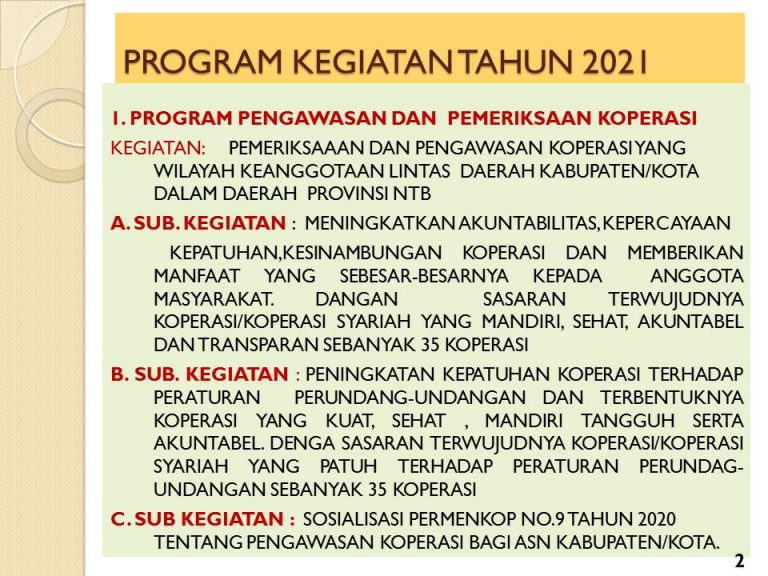 PROGRAM KEGIATAN TAHUN 2021
1. PROGRAM PENGAWASAN DAN PEMERIKSAAN KOPERASI
KEGIATAN: PEMERIKSAAAN DAN PENGAWASAN KOPERASI YANG
WILAYAH KEANGGOTAAN LINTAS DAERAH KABUPATEN/KOTA
DALAM DAERAH PROVINSI NTB
A. SUB. KEGIATAN : MENINGKATKAN AKUNTABILITAS, KEPERCAYAAN
KEPATUHAN,KESINAMBUNGAN KOPERASI DAN MEMBERIKAN
MANFAAT YANG SEBESAR-BESARNYA KEPADA ANGGOTA
MASYARAKAT. DANGAN SASARAN TERWUJUDNYA
KOPERASI/KOPERASI SYARIAH YANG MANDIRI, SEHAT, AKUNTABEL
DAN TRANSPARAN SEBANYAK 35 KOPERASI
B. SUB. KEGIATAN : PENINGKATAN KEPATUHAN KOPERASI TERHADAP
PERATURAN PERUNDANG-UNDANGAN DAN TERBENTUKNYA
KOPERASI YANG KUAT, SEHAT , MANDIRI TANGGUH SERTA
AKUNTABEL. DENGA SASARAN TERWUJUDNYA KOPERASI/KOPERASI
SYARIAH YANG PATUH TERHADAP PERATURAN PERUNDAG-
UNDANGAN SEBANYAK 35 KOPERASI
C. SUB KEGIATAN : SOSIALISASI PERMENKOP NO.9 TAHUN 2020
TENTANG PENGAWASAN KOPERASI BAGI ASN KABUPATEN/KOTA.
2